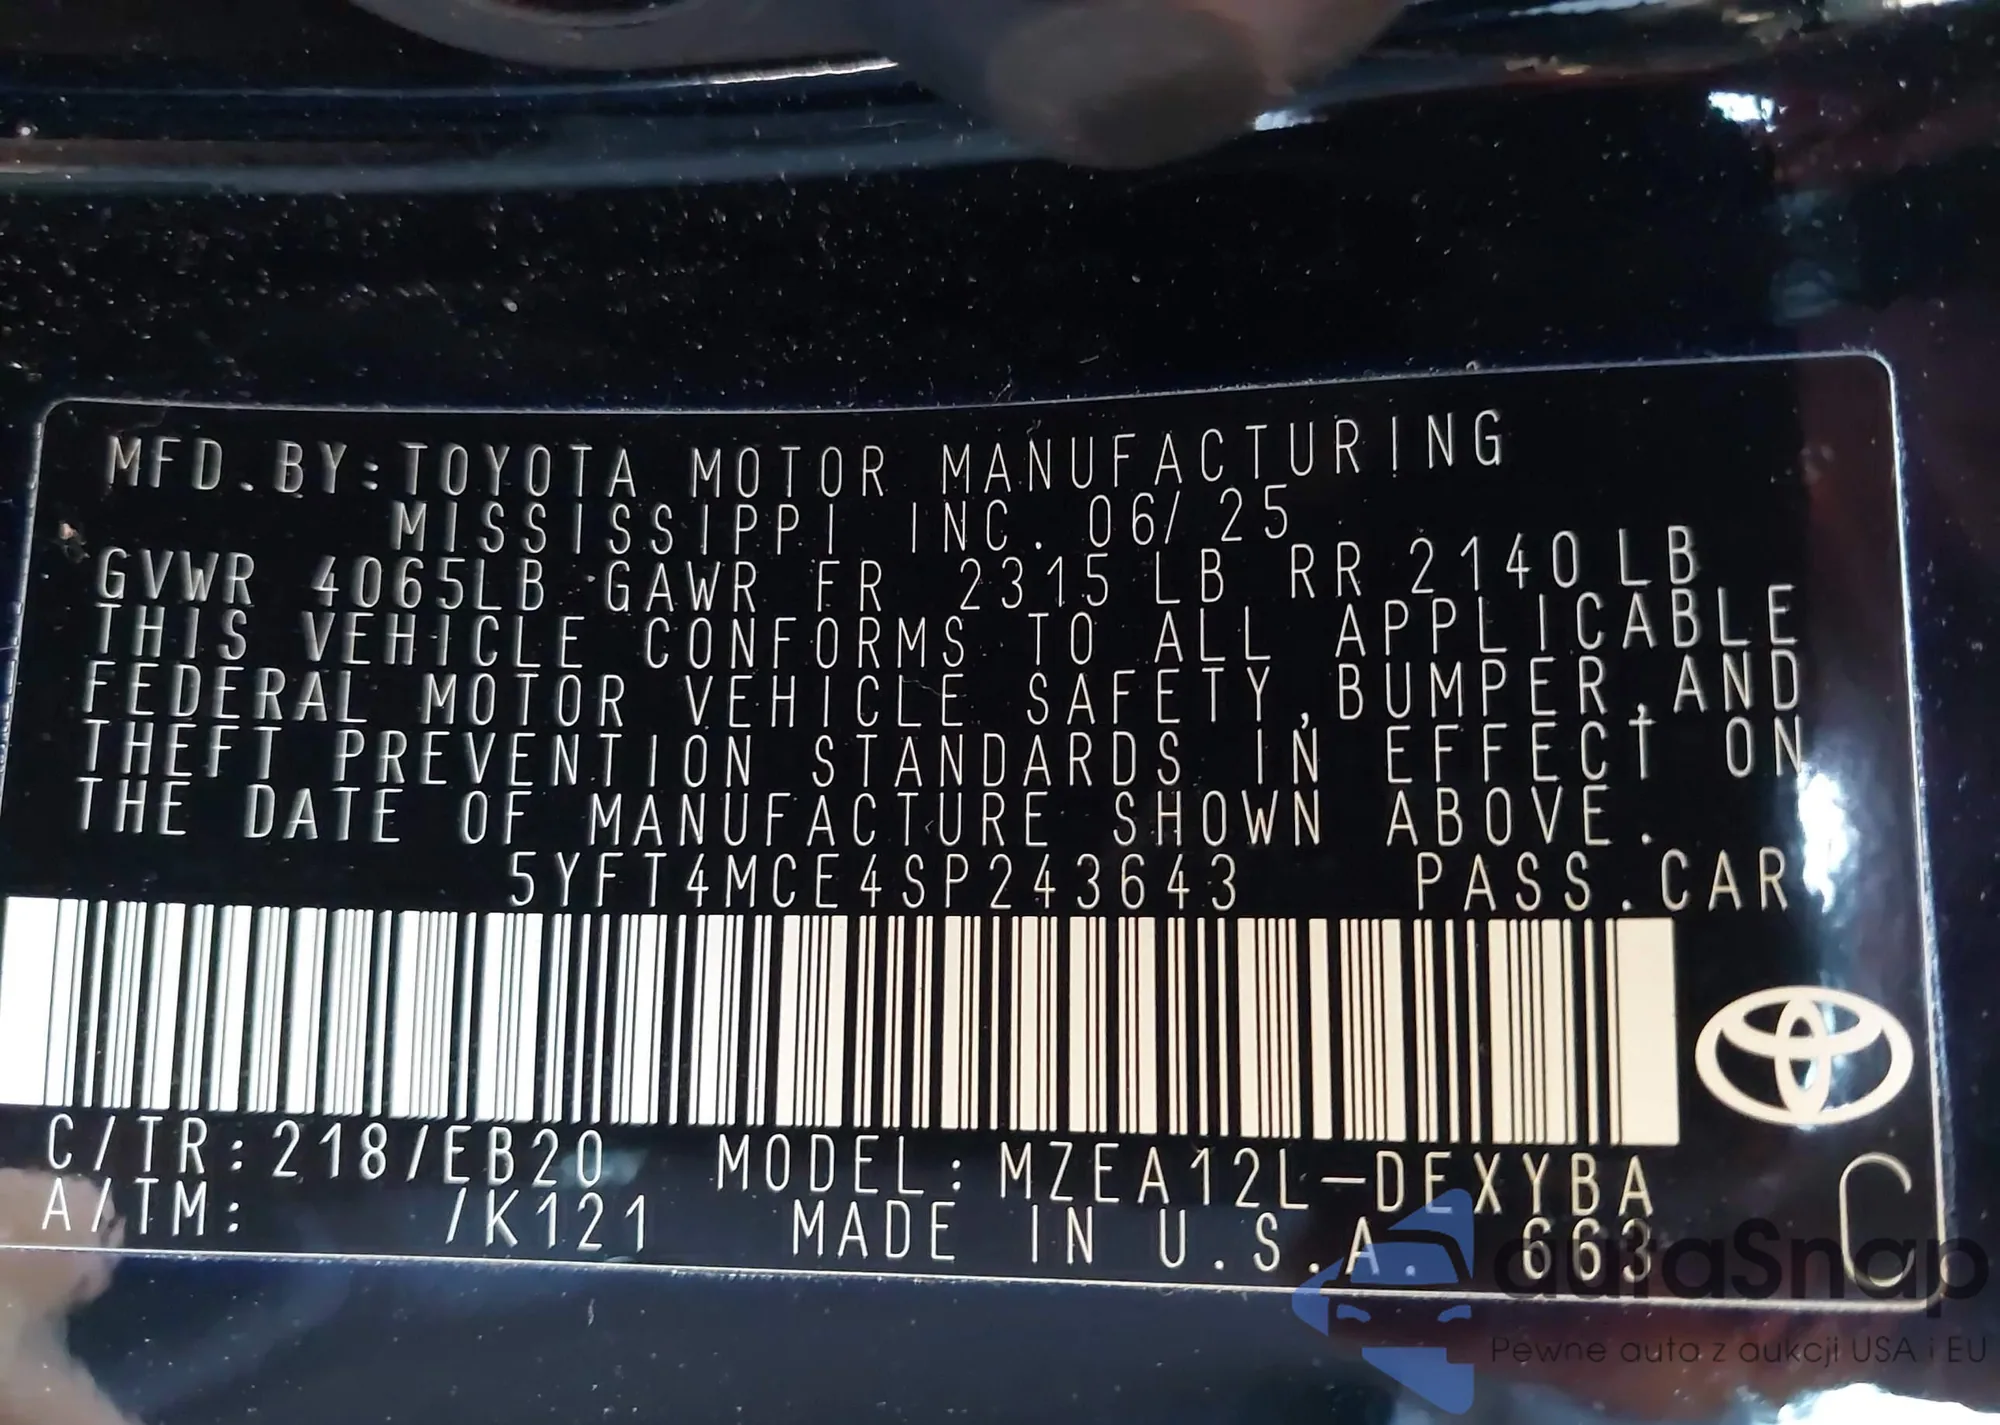 MFD.BY:TOYOTA MOTOR MANUFACTURING
MISSISSIPPI INC. 06/25
GVWR 4065LB GAWR FR 2315 LB RR 2140LB
THIS VEHICLE CONFORMS TO ALL APPLICABLE
FEDERAL MOTOR VEHICLE SAFETY,BUMPER,AND
THEFT PREVENTION STANDARDS IN EFFECT ON
THE DATE OF MANUFACTURE SHOWN ABOVE.
5YFT4MCE4SP243643 PASS.CAR
C/TR:218/EB20 MODEL:MZEA12L-DEXYBA
A/TM: /K121 MADE IN U.S.A. 663
C
auraSnap
Pewne auto z aukcji USA i EU